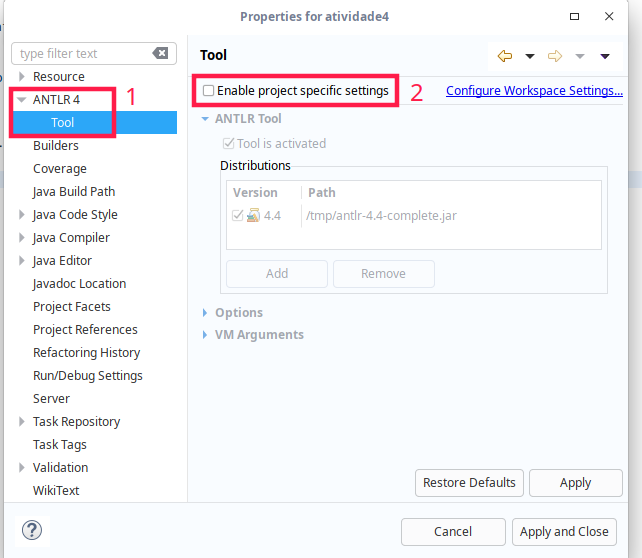 Properties for atividade4
type filter text
Resource
ANTLR 4
Tool
Builders
Coverage
Java Build Path
Java Code Style
Java Compiler
Java Editor
Javadoc Location
Project Facets
Project References
Refactoring History
Run/Debug Settings
Server
Task Repository
Task Tags
Validation
WikiText
1
Tool
Enable project specific settings
2
Configure Workspace Settings...
ANTLR Tool
Tool is activated
Distributions
Version Path
4.4 /tmp/antlr-4.4-complete.jar
Add Remove
Options
VM Arguments
Restore Defaults Apply
? Cancel Apply and Close